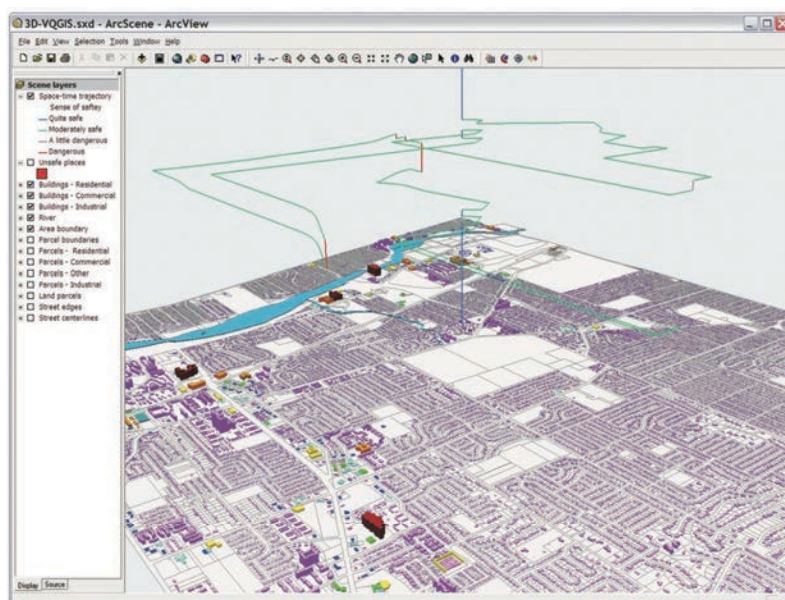 3D-VQGIS.sxd - ArcScene - ArcView
File Edit View Selection Tools Window Help
Scene layers
Space-time trajectory
Sense of saftey
Quite safe
Moderately safe
A little dangerous
Dangerous
Unsafe places
Buildings - Residential
Buildings - Commercial
Buildings - Industrial
River
Area boundary
Parcel boundaries
Parcels - Residential
Parcels - Commercial
Parcels - Other
Parcels - Industrial
Land parcels
Street edges
Street centerlines
Display Source